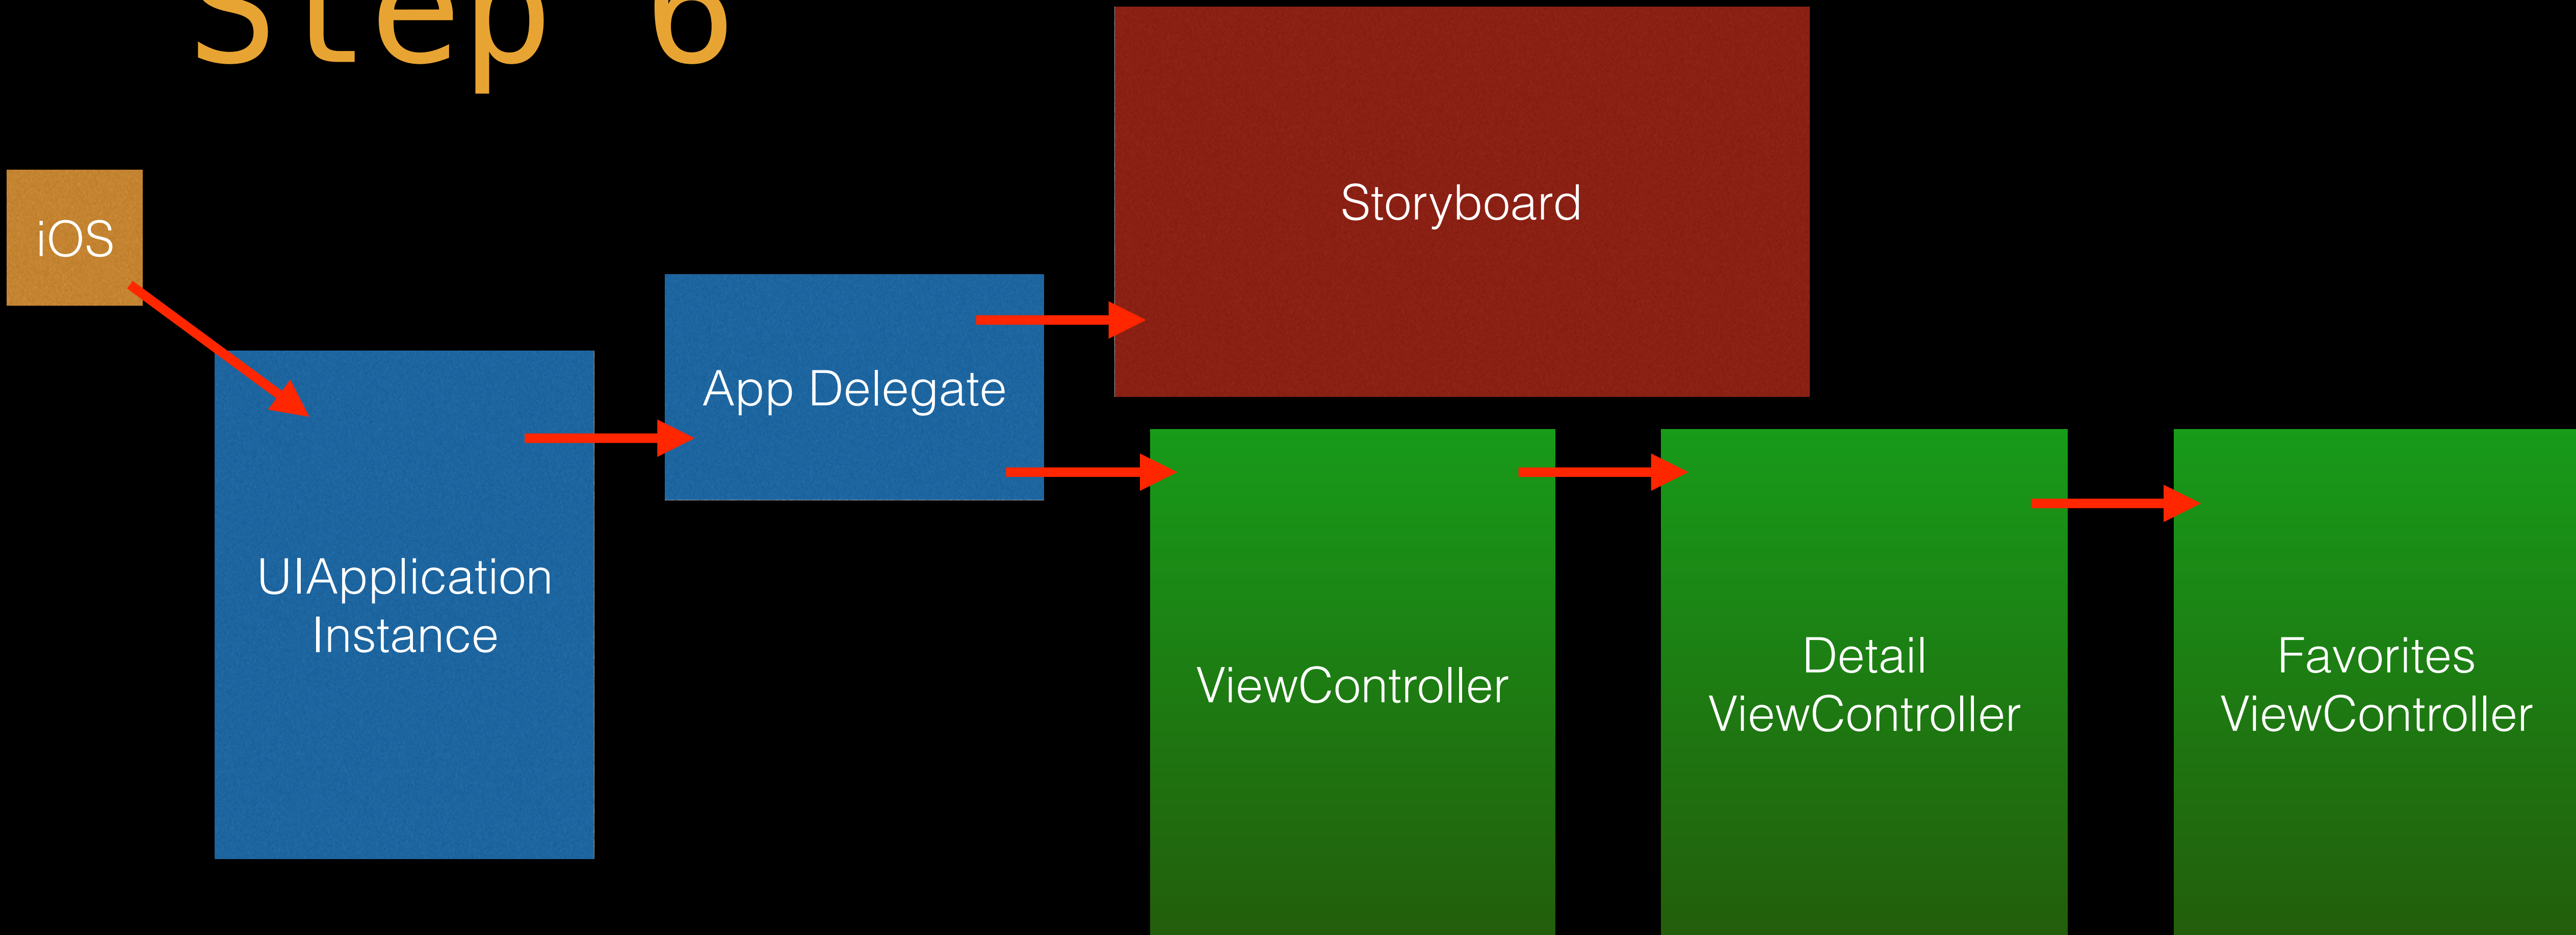 Step 6
iOS
Storyboard
App Delegate
UIApplication
Instance
ViewController
Detail
ViewController
Favorites
ViewController